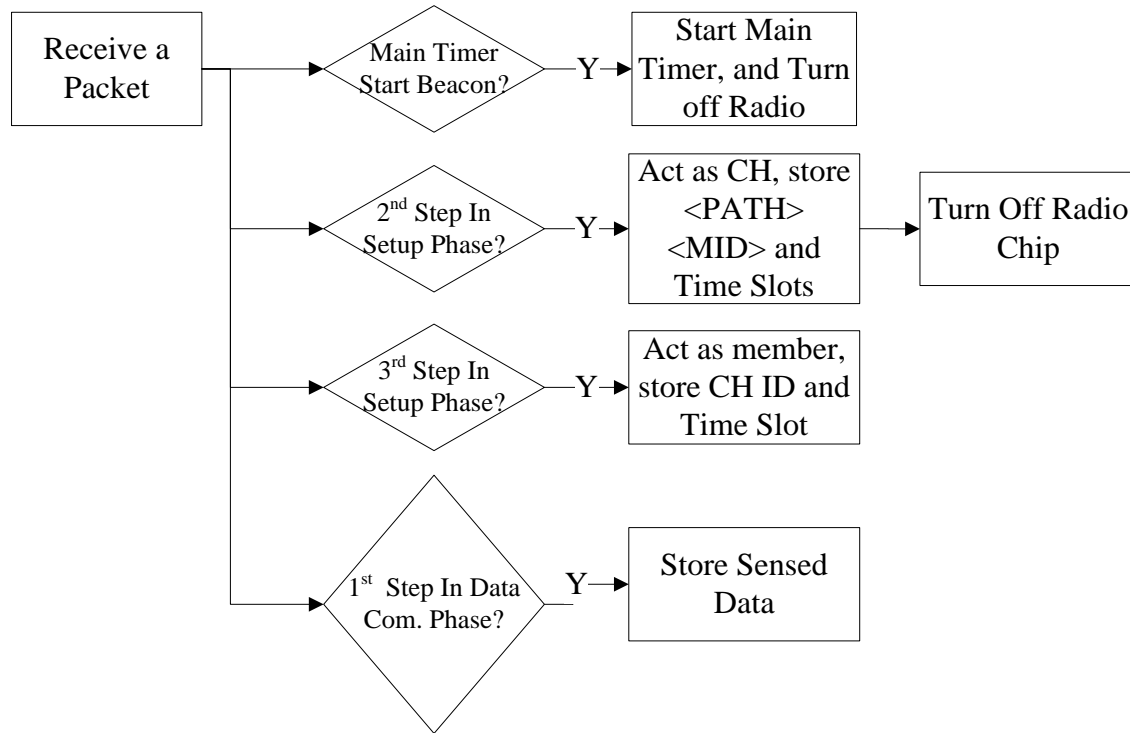 Receive a
Packet
Main Timer
Start Beacon?
Y
Start Main
Timer, and Turn
off Radio
2nd Step In
Setup Phase?
Y
Act as CH, store
<PATH>
<MID> and
Time Slots
Turn Off Radio
Chip
3rd Step In
Setup Phase?
Y
Act as member,
store CH ID and
Time Slot
1st Step In Data
Com. Phase?
Y
Store Sensed
Data